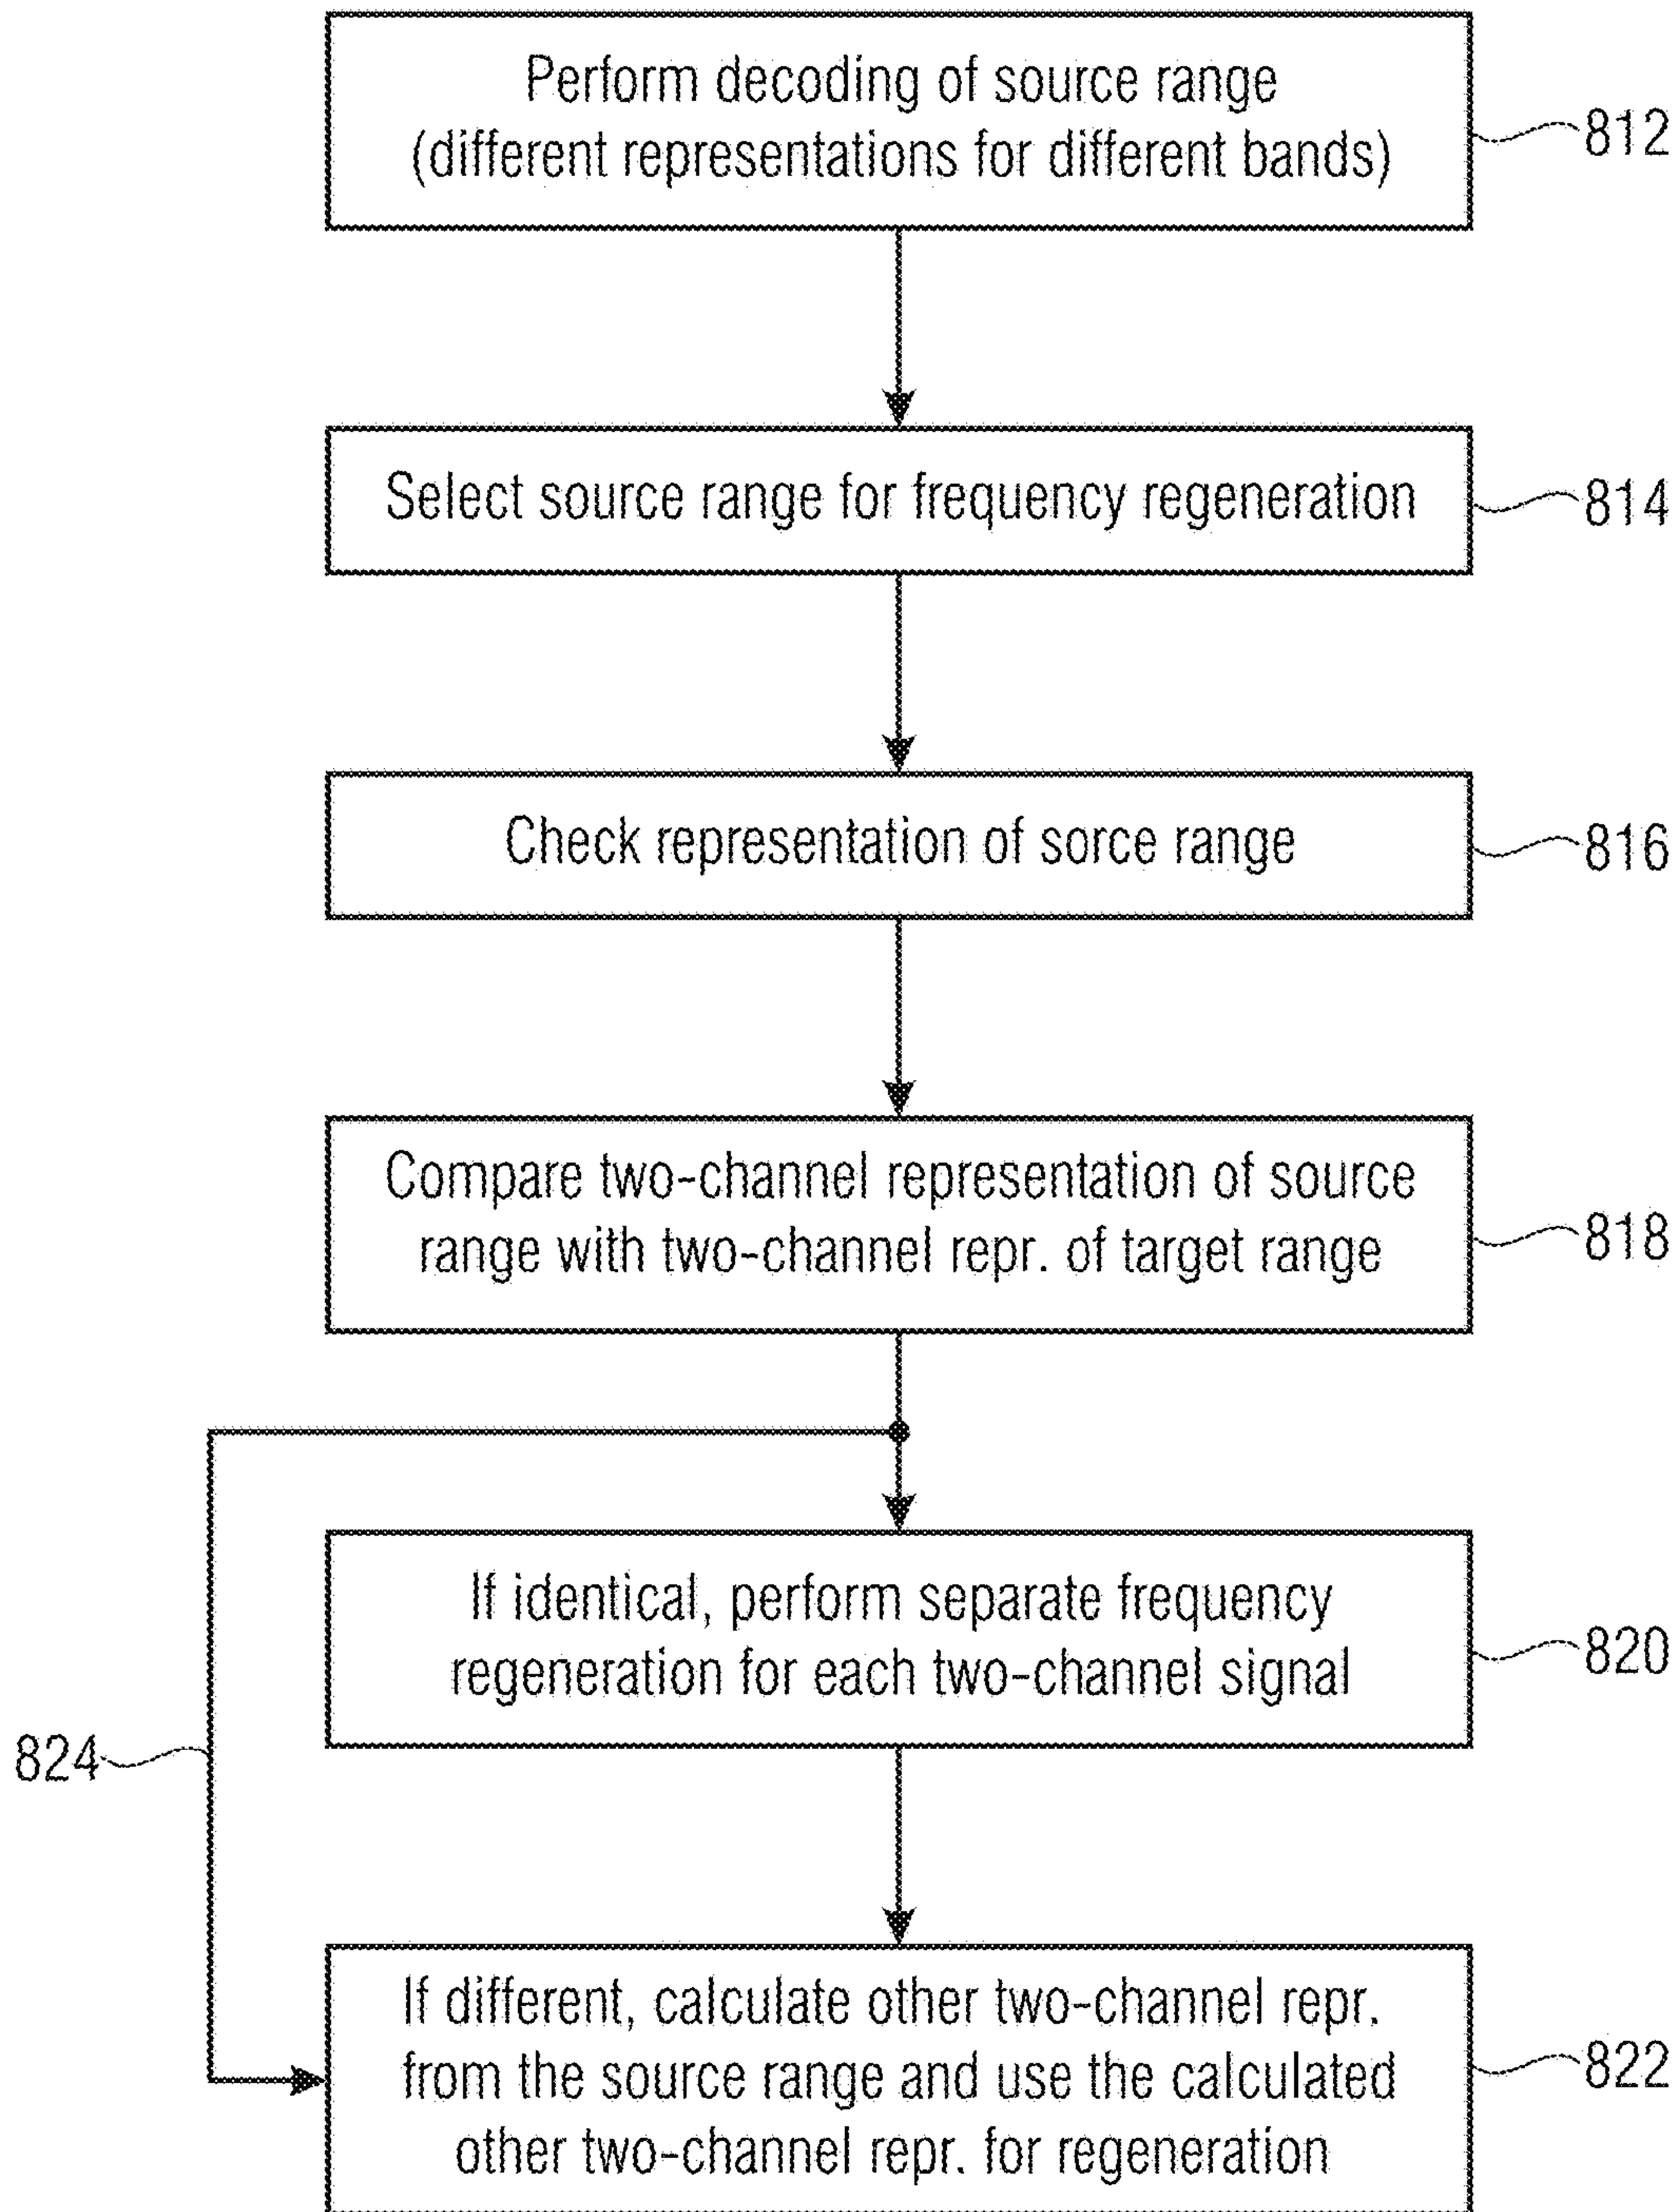 Perform decoding of source range
(different representations for different bands)
812
Select source range for frequency regeneration
814
Check representation of sorce range
816
Compare two-channel representation of source
range with two-channel repr. of target range
818
If identical, perform separate frequency
regeneration for each two-channel signal
820
824
If different, calculate other two-channel repr.
from the source range and use the calculated
other two-channel repr. for regeneration
822